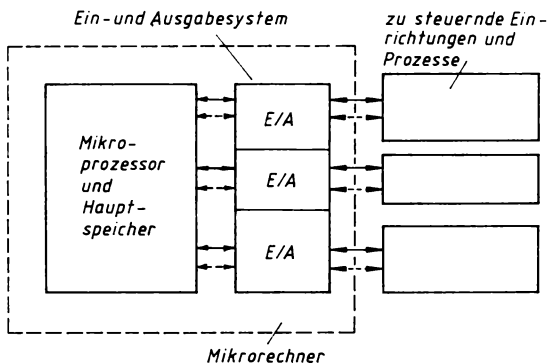 Ein-und Ausgabesystem
zu steuernde Ein-
richtungen und
Prozesse
Mikro-
prozessor
und
Haupt-
speicher
E/A
E/A
E/A
Mikrorechner